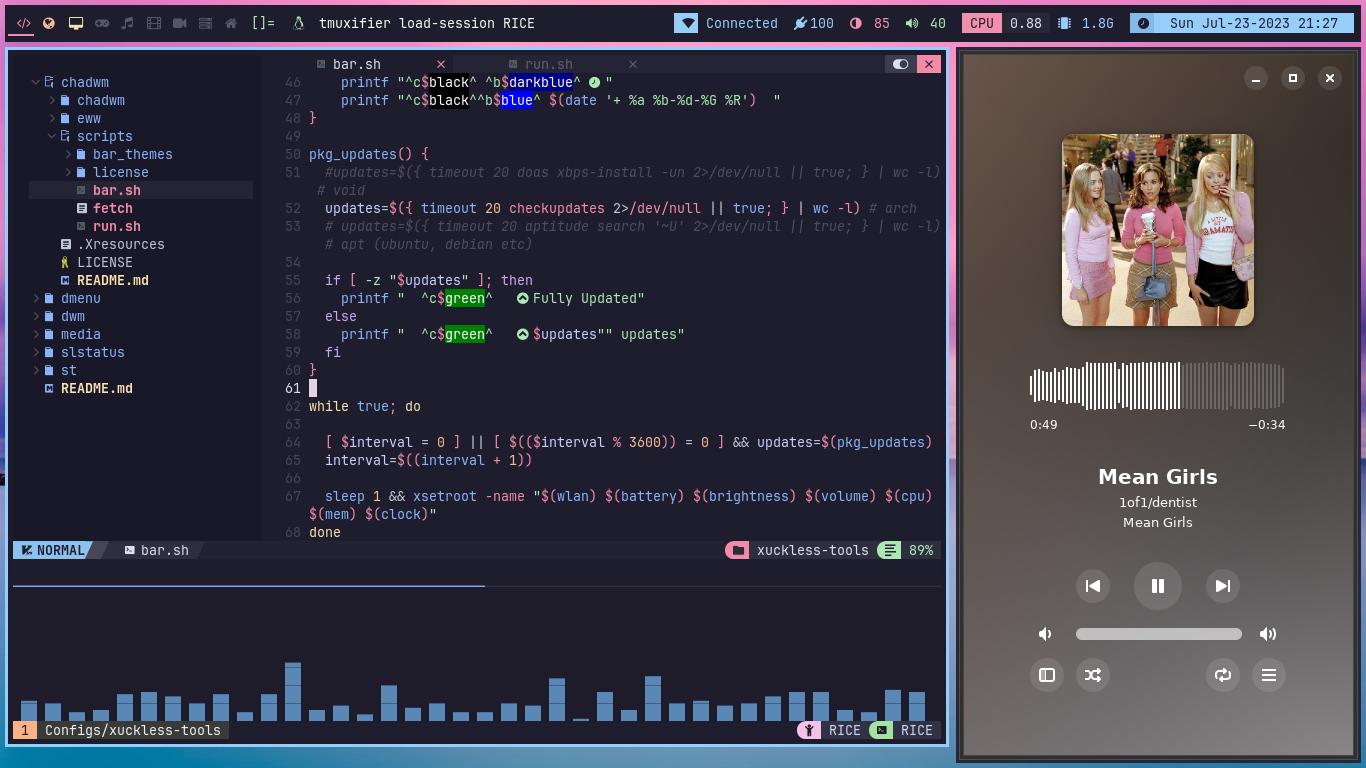 []= tmuxifier load-session RICE Connected 100 85 40 CPU 0.88 1.8G Sun Jul-23-2023 21:27
chadwm
chadwm
eww
scripts
bar_themes
license
bar.sh
fetch
run.sh
.Xresources
LICENSE
README.md
dmenu
dwm
media
slstatus
st
README.md
bar.sh run.sh
46 printf "^c$black^ ^b$darkblue^ "
47 printf "^c$black^^b$blue^ $(date '+ %a %b-%d-%G %R')  "
48 }
49
50 pkg_updates() {
51 #updates=$({ timeout 20 doas xbps-install -un 2>/dev/null || true; } | wc -l)
# void
52 updates=$({ timeout 20 checkupdates 2>/dev/null || true; } | wc -l) # arch
53 # updates=$({ timeout 20 aptitude search '~U' 2>/dev/null || true; } | wc -l)
# apt (ubuntu, debian etc)
54
55 if [ -z "$updates" ]; then
56 printf "  ^c$green^    Fully Updated"
57 else
58 printf "  ^c$green^    $updates"" updates"
59 fi
60 }
61
62 while true; do
63
64 [ $interval = 0 ] || [ $(($interval % 3600)) = 0 ] && updates=$(pkg_updates)
65 interval=$((interval + 1))
66
67 sleep 1 && xsetroot -name "$(wlan) $(battery) $(brightness) $(volume) $(cpu)
$(mem) $(clock)"
68 done
NORMAL bar.sh xuckless-tools 89%
1 Configs/xuckless-tools RICE RICE
0:49 −0:34
Mean Girls
1of1/dentist
Mean Girls